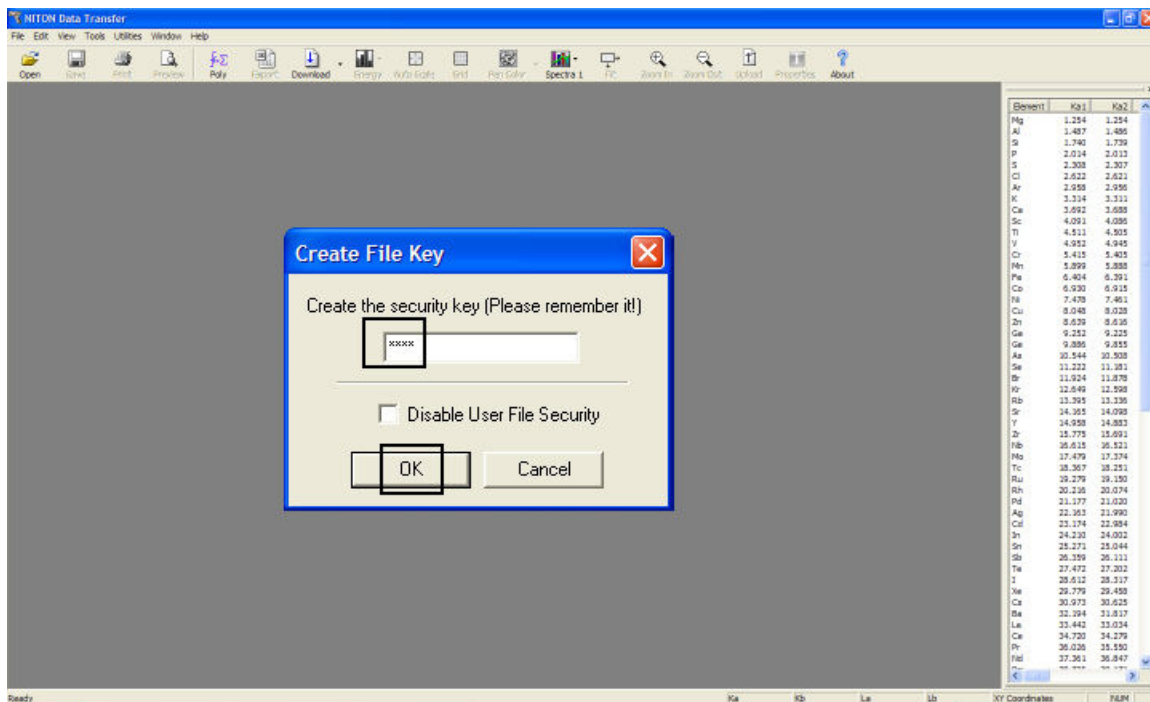 NITON Data Transfer
File Edit View Tools Utilities Window Help
Open Save Print Preview Poly Export Download Energy Auto Scale Grid Pen Color Spectra 1 Fit Zoom In Zoom Out Upload Properties About
Element Ka1 Ka2
Mg 1.254 1.254
Al 1.487 1.486
Si 1.740 1.739
P 2.014 2.013
S 2.308 2.307
Cl 2.622 2.621
Ar 2.958 2.956
K 3.314 3.311
Ca 3.692 3.688
Sc 4.091 4.086
Ti 4.511 4.505
V 4.952 4.945
Cr 5.415 5.405
Mn 5.899 5.888
Fe 6.404 6.391
Co 6.930 6.915
Ni 7.478 7.461
Cu 8.048 8.028
Zn 8.639 8.616
Ga 9.252 9.225
Ge 9.886 9.855
As 10.544 10.508
Se 11.222 11.181
Br 11.924 11.878
Kr 12.649 12.598
Rb 13.395 13.336
Sr 14.165 14.098
Y 14.958 14.883
Zr 15.775 15.691
Nb 16.615 16.521
Mo 17.479 17.374
Tc 18.367 18.251
Ru 19.279 19.150
Rh 20.216 20.074
Pd 21.177 21.020
Ag 22.163 21.990
Cd 23.174 22.984
In 24.210 24.002
Sn 25.271 25.044
Sb 26.359 26.111
Te 27.472 27.202
I 28.612 28.317
Xe 29.779 29.458
Cs 30.973 30.625
Ba 32.194 31.817
La 33.442 33.034
Ce 34.720 34.279
Pr 36.026 35.550
Nd 37.361 36.847
Create File Key
Create the security key (Please remember it!)
xxxx
Disable User File Security
OK Cancel
Ready Ka Kb La Lb XY Coordinates NUM